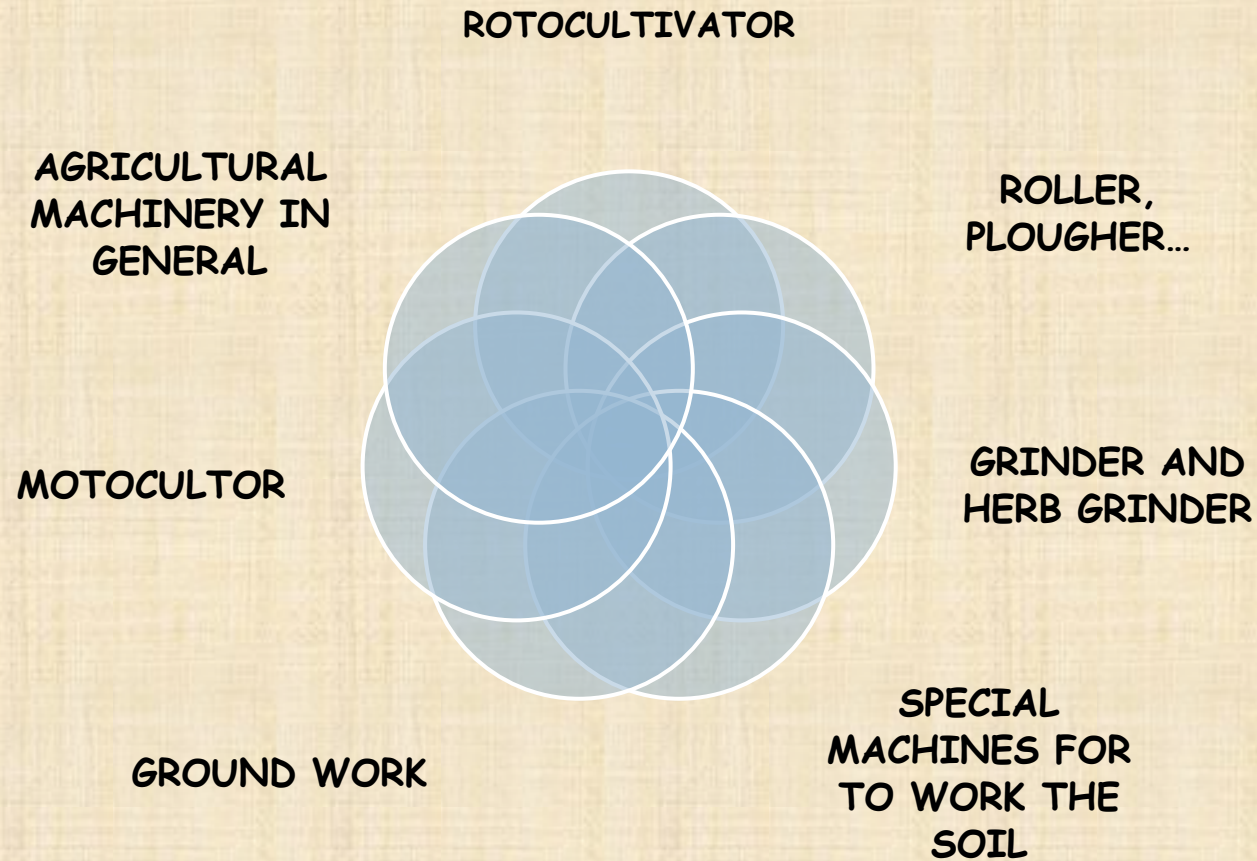 ROTOCULTIVATOR
AGRICULTURAL
MACHINERY IN
GENERAL
ROLLER,
PLOUGHER…
MOTOCULTOR
GRINDER AND
HERB GRINDER
GROUND WORK
SPECIAL
MACHINES FOR
TO WORK THE
SOIL